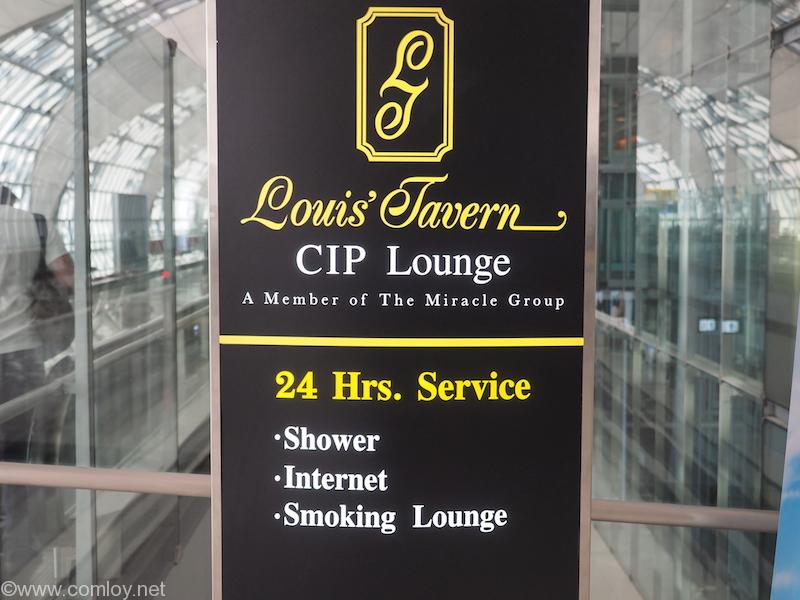 LT
Louis' Tavern
CIP Lounge
A Member of The Miracle Group
24 Hrs. Service
·Shower
·Internet
·Smoking Lounge
©www.comloy.net